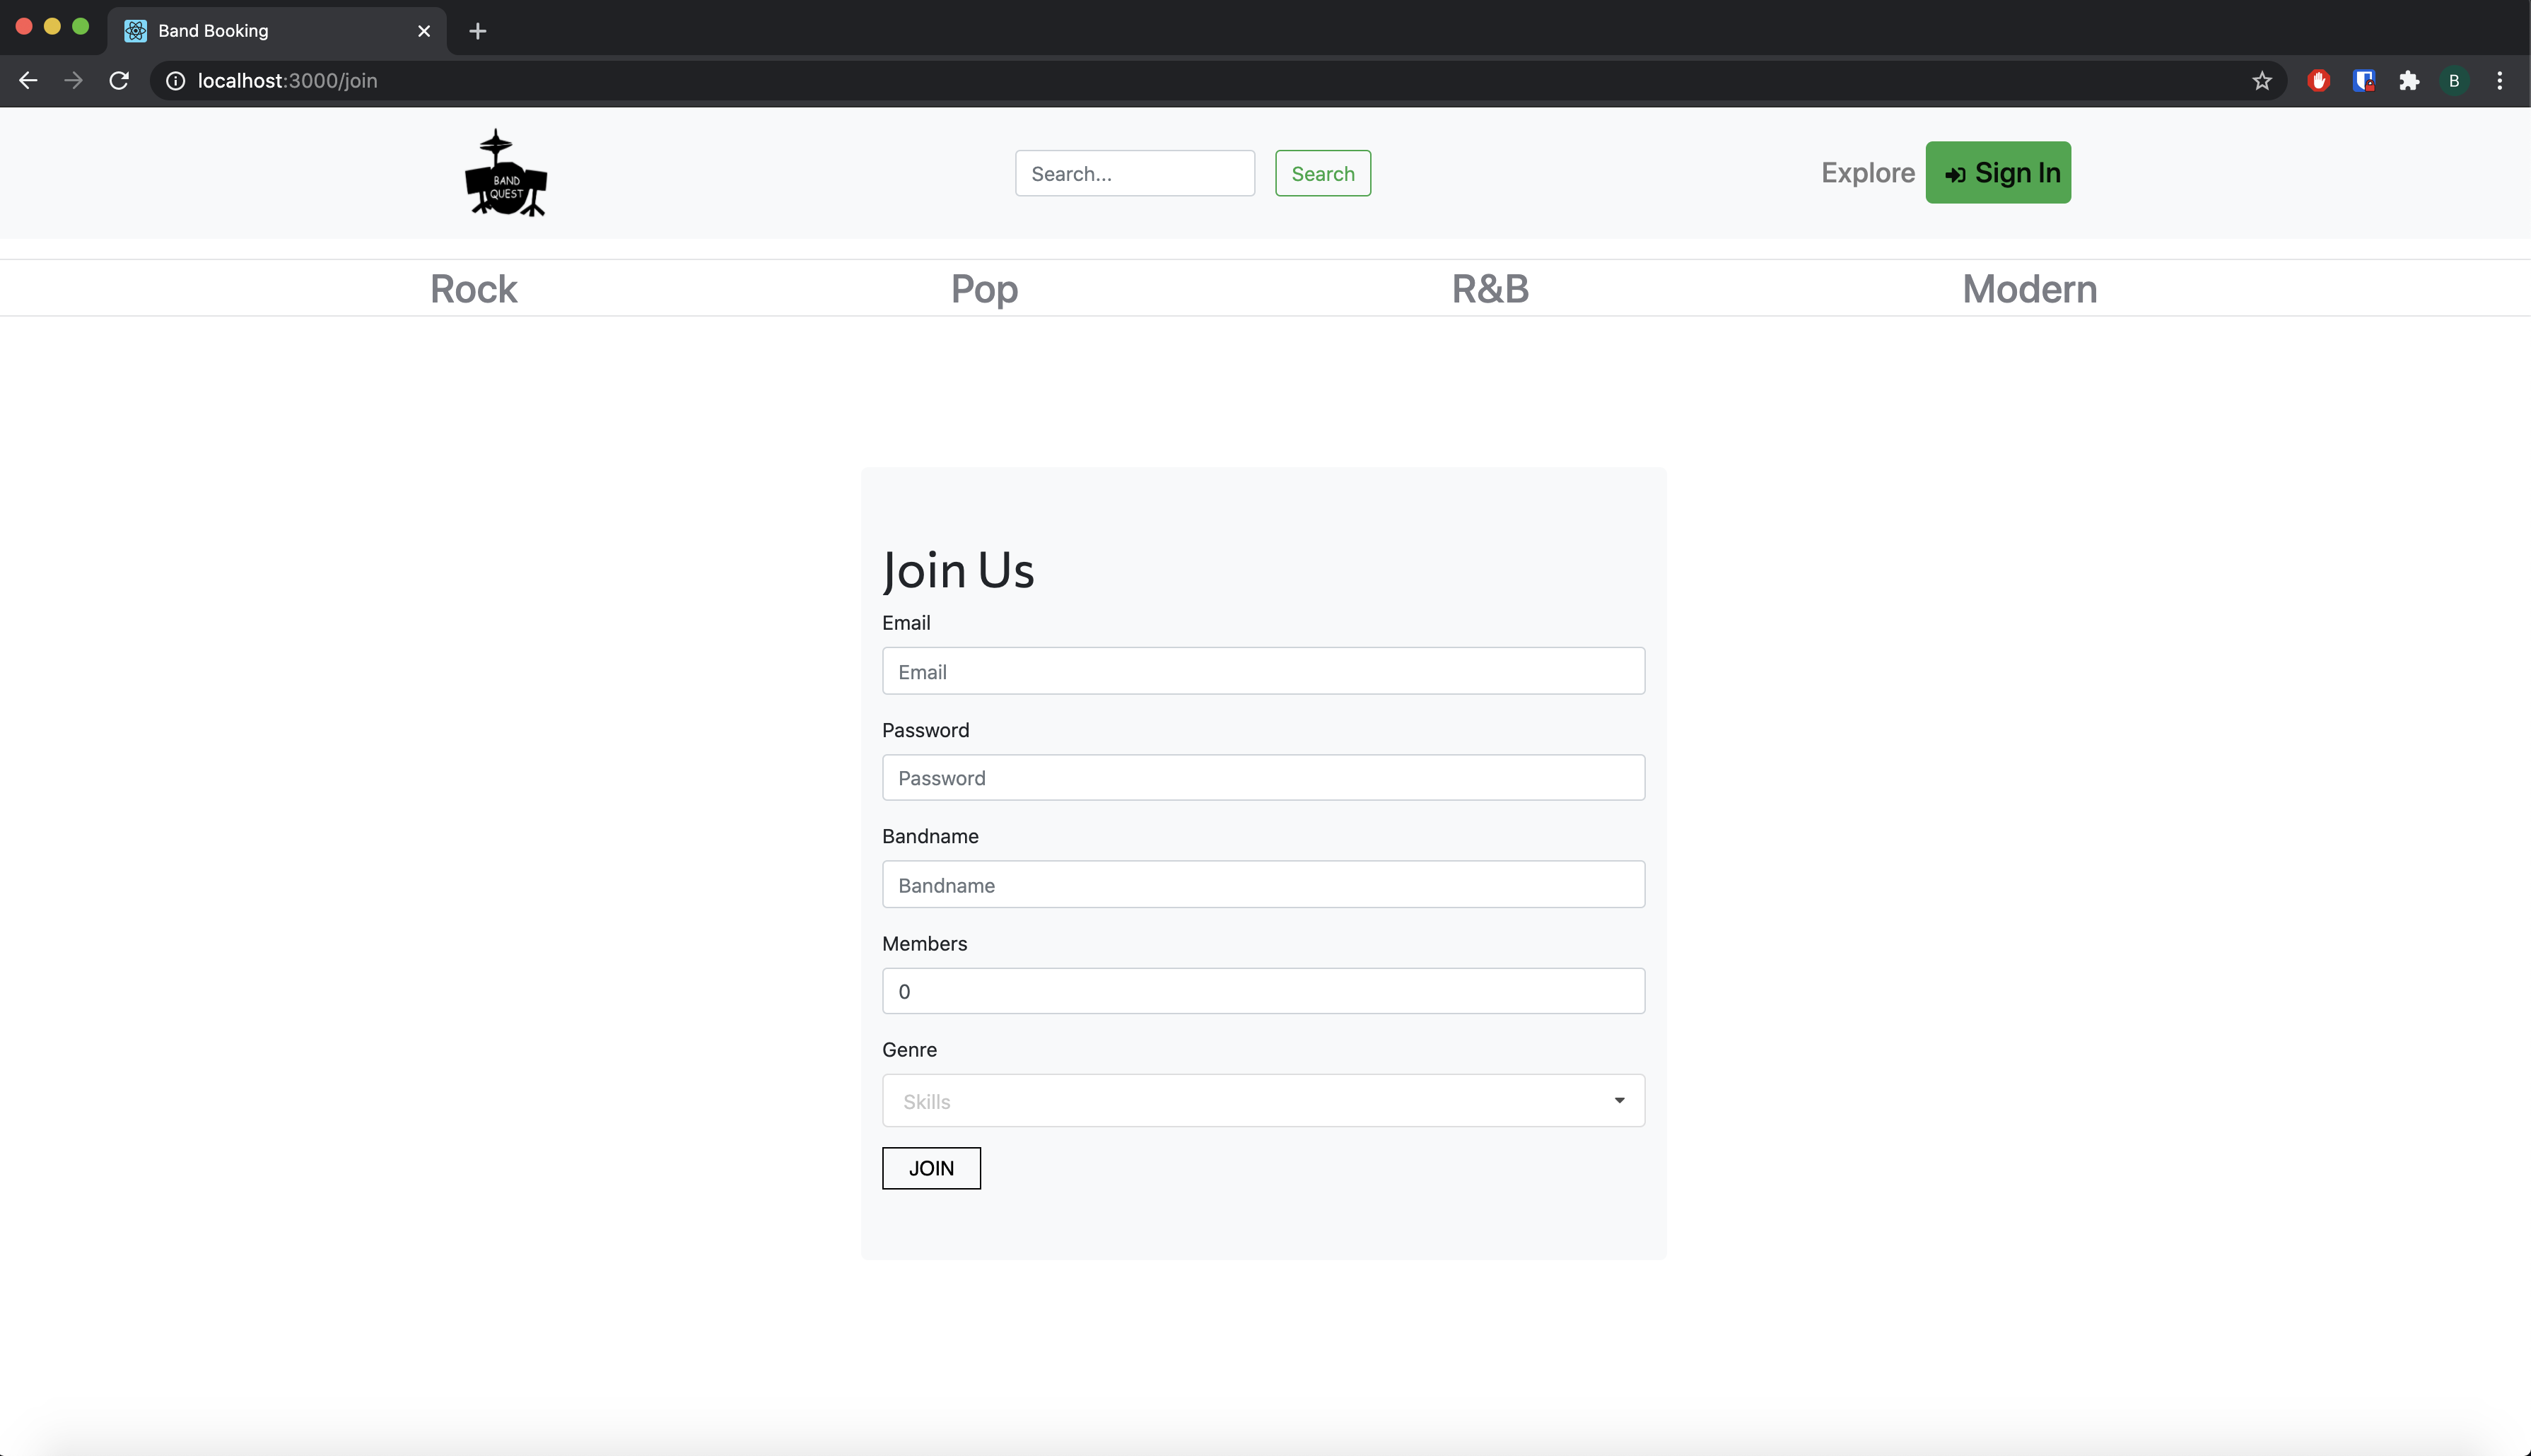 Band Booking
localhost:3000/join
B
BAND
QUEST
Search...
Search
Explore
Sign In
Rock
Pop
R&B
Modern
Join Us
Email
Email
Password
Password
Bandname
Bandname
Members
0
Genre
Skills
JOIN